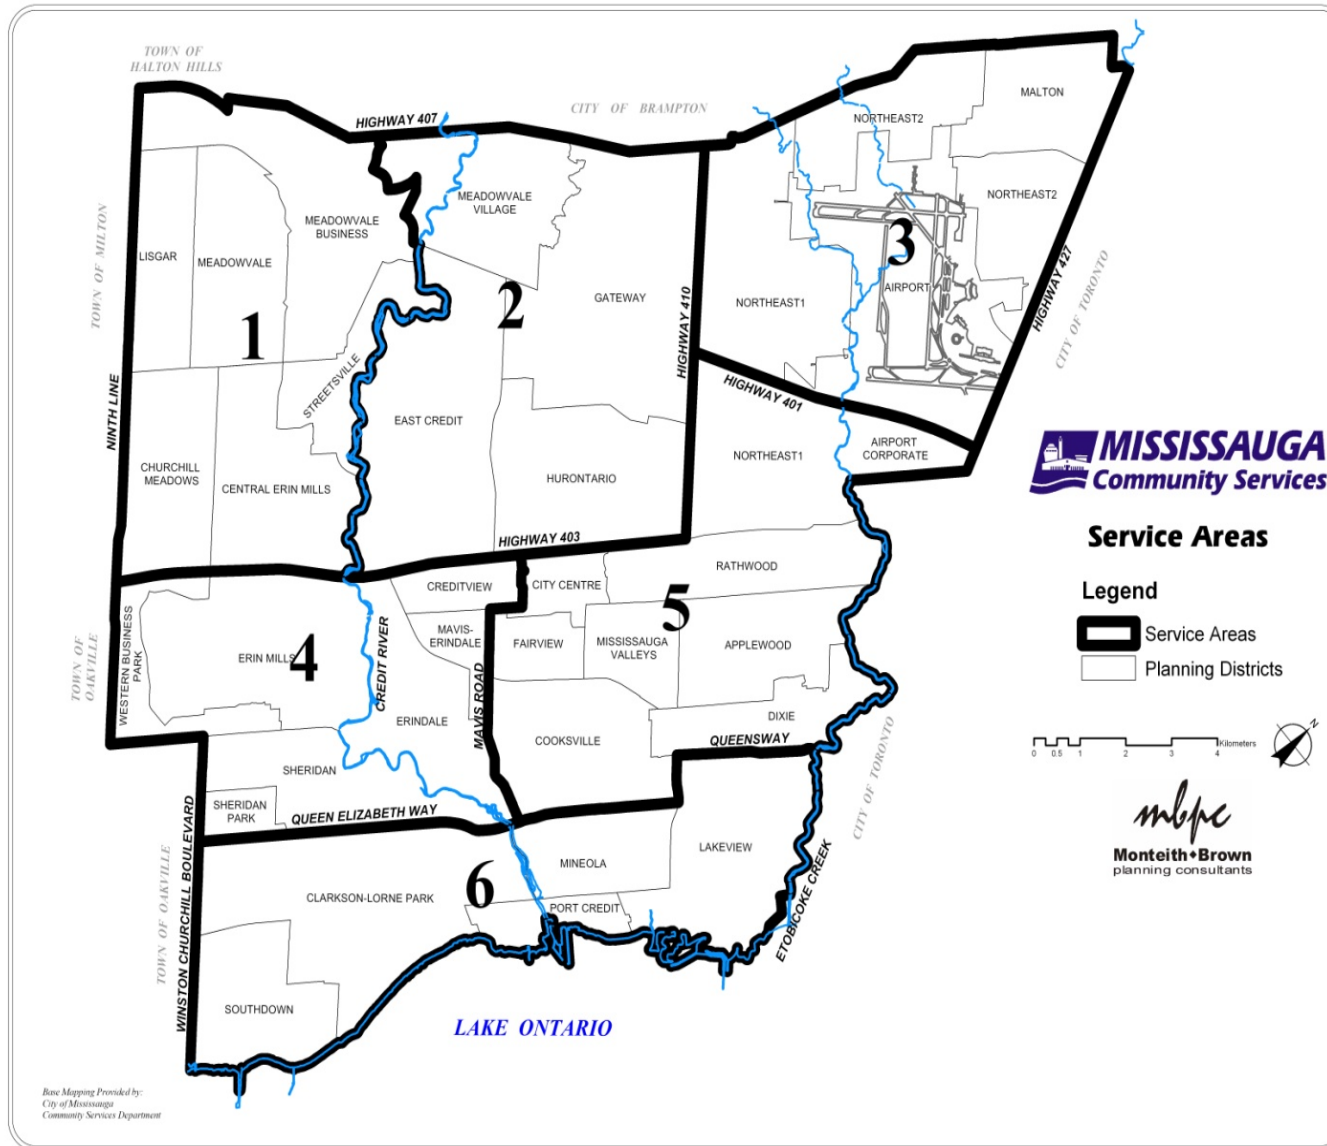 TOWN OF
HALTON HILLS
CITY OF BRAMPTON
HIGHWAY 407
MALTON
NORTHEAST2
NORTHEAST2
MEADOWVALE
VILLAGE
MEADOWVALE
BUSINESS
TOWN OF MILTON
LISGAR
MEADOWVALE
3
AIRPORT
HIGHWAY 427
CITY OF TORONTO
GATEWAY
NORTHEAST1
HIGHWAY 410
1
2
STREETSVILLE
NINTH LINE
HIGHWAY 401
EAST CREDIT
AIRPORT
CORPORATE
NORTHEAST1
CHURCHILL
MEADOWS
CENTRAL ERIN MILLS
HURONTARIO
HIGHWAY 403
MISSISSAUGA
Community Services
Service Areas
Legend
Service Areas
Planning Districts
RATHWOOD
CREDITVIEW
CITY CENTRE
5
MAVIS-
ERINDALE
FAIRVIEW
MISSISSAUGA
VALLEYS
APPLEWOOD
TOWN OF
OAKVILLE
WESTERN BUSINESS
PARK
ERIN MILLS
4
CREDIT RIVER
MAVIS ROAD
ERINDALE
DIXIE
COOKSVILLE
QUEENSWAY
SHERIDAN
SHERIDAN
PARK
QUEEN ELIZABETH WAY
CITY OF TORONTO
0 0.5 1 2 3 4 Kilometers
N
mbpc
Monteith♦Brown
planning consultants
LAKEVIEW
MINEOLA
6
CLARKSON-LORNE PARK
PORT CREDIT
ETOBICOKE CREEK
TOWN OF OAKVILLE
WINSTON CHURCHILL BOULEVARD
SOUTHDOWN
LAKE ONTARIO
Base Mapping Provided by:
City of Mississauga
Community Services Department